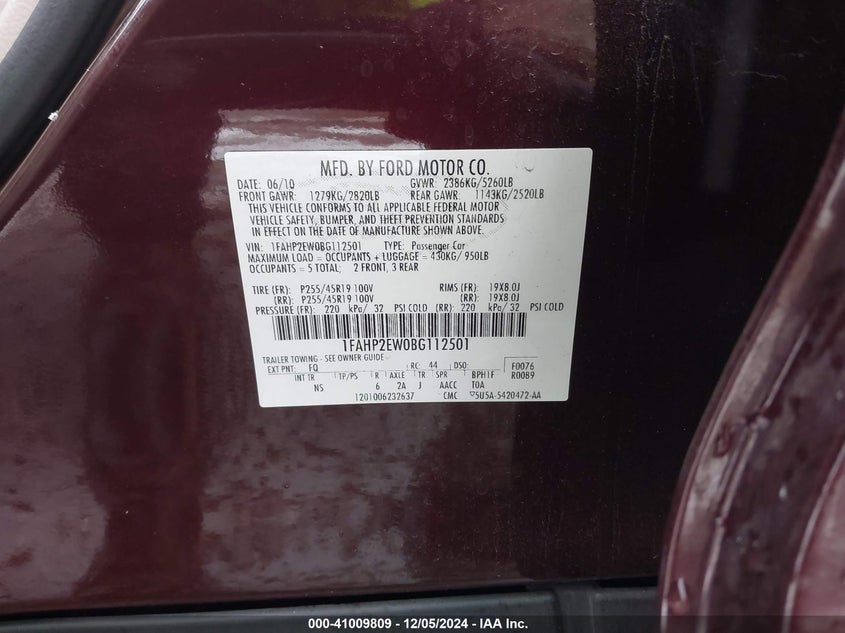 MFD. BY FORD MOTOR CO.
DATE: 06/10 GVWR: 2386KG/5260LB
FRONT GAWR: 1279KG/2820LB REAR GAWR: 1143KG/2520LB
THIS VEHICLE CONFORMS TO ALL APPLICABLE FEDERAL MOTOR
VEHICLE SAFETY, BUMPER, AND THEFT PREVENTION STANDARDS
IN EFFECT ON THE DATE OF MANUFACTURE SHOWN ABOVE.
VIN: 1FAHP2EW0BG112501 TYPE: Passenger Car
MAXIMUM LOAD = OCCUPANTS + LUGGAGE = 430KG/ 950LB
OCCUPANTS = 5 TOTAL; 2 FRONT, 3 REAR
TIRE (FR): P255/45R19 100V RIMS (FR): 19X8.0J
(RR): P255/45R19 100V (RR): 19X8.0J
PRESSURE (FR): 220 kPa/ 32 PSI COLD (RR): 220 kPa/ 32 PSI COLD
1FAHP2EW0BG112501
TRAILER TOWING - SEE OWNER GUIDE
EXT PNT: FQ RC: 44 DSO: F0076
INT TR TP/PS R AXLE TR SPR BPH1F R0089
NS 6 2A J AACC TOA
1201006232637 CMC ▽5U5A-5420472-AA
000-41009809 - 12/05/2024 - IAA Inc.